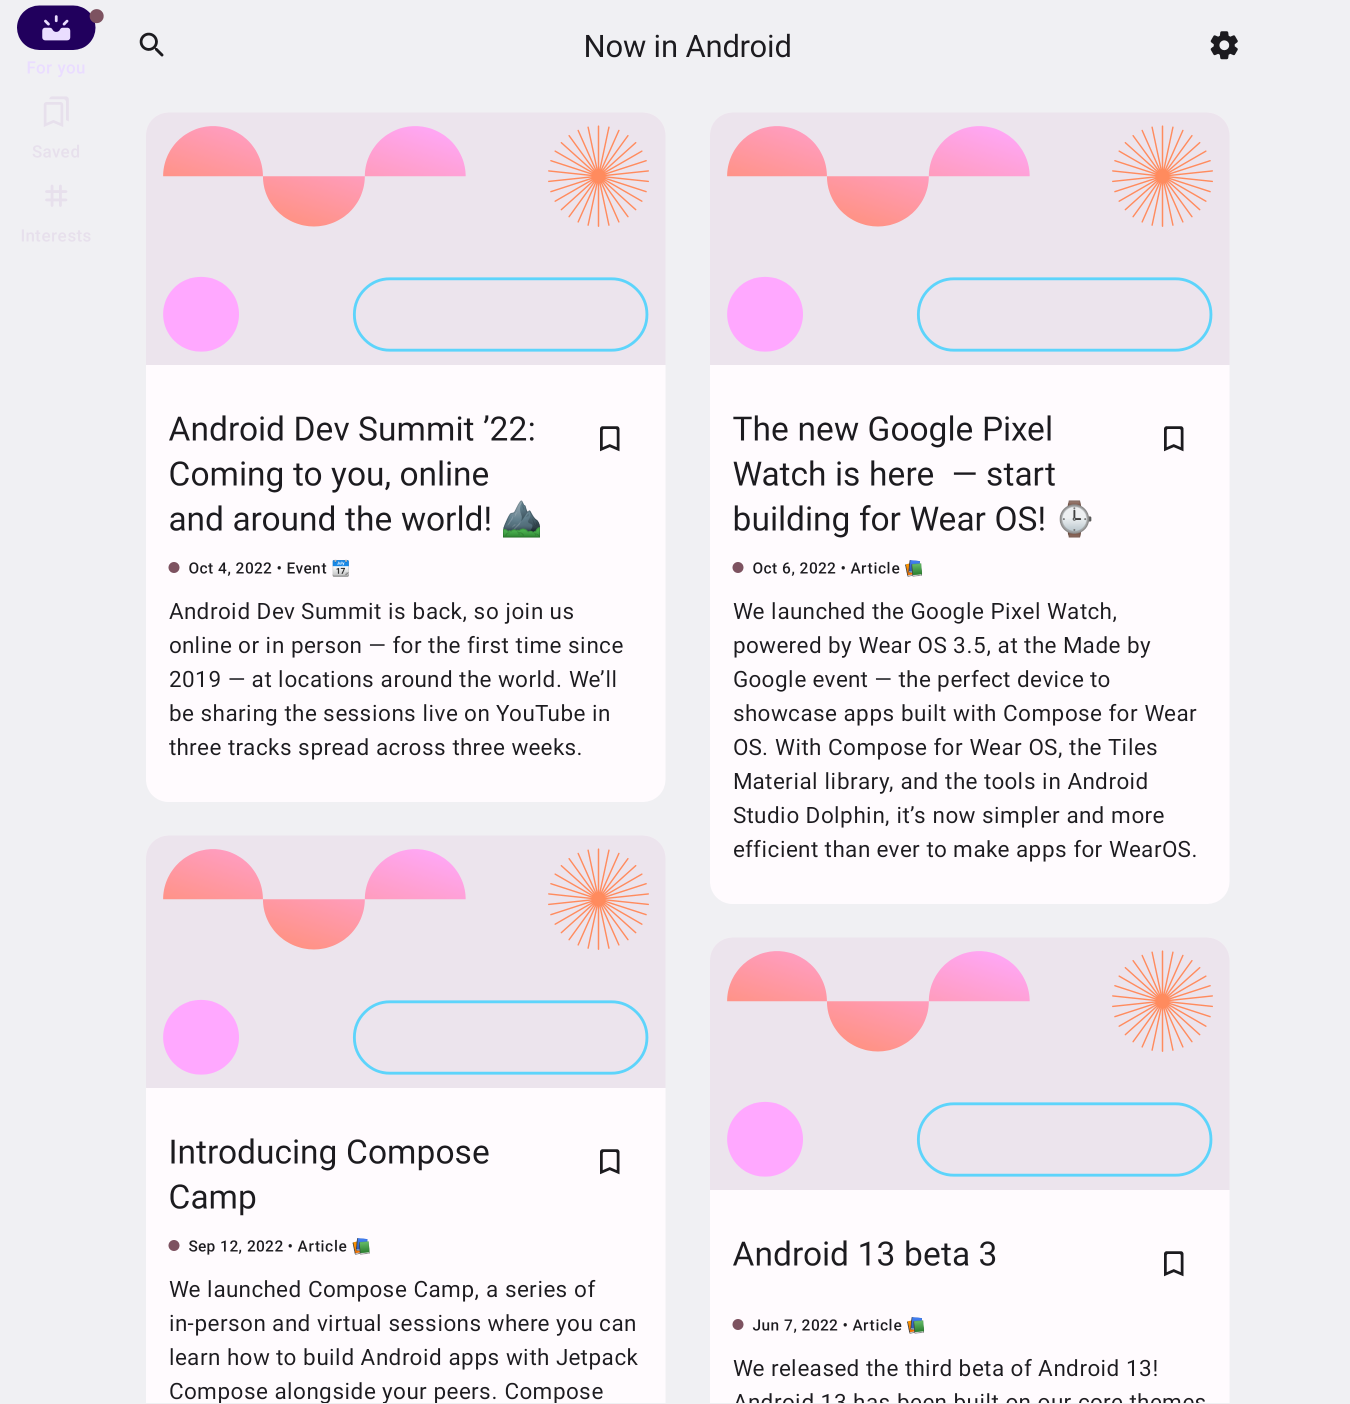 For you
Saved
Interests
Now in Android
Android Dev Summit ’22:
Coming to you, online
and around the world! ⛰️
Oct 4, 2022 • Event 📆
Android Dev Summit is back, so join us
online or in person — for the first time since
2019 — at locations around the world. We’ll
be sharing the sessions live on YouTube in
three tracks spread across three weeks.
The new Google Pixel
Watch is here  — start
building for Wear OS! ⌚
Oct 6, 2022 • Article 📚
We launched the Google Pixel Watch,
powered by Wear OS 3.5, at the Made by
Google event — the perfect device to
showcase apps built with Compose for Wear
OS. With Compose for Wear OS, the Tiles
Material library, and the tools in Android
Studio Dolphin, it’s now simpler and more
efficient than ever to make apps for WearOS.
Introducing Compose
Camp
Sep 12, 2022 • Article 📚
We launched Compose Camp, a series of
in-person and virtual sessions where you can
learn how to build Android apps with Jetpack
Compose alongside your peers. Compose
Android 13 beta 3
Jun 7, 2022 • Article 📚
We released the third beta of Android 13!
Android 13 has been built on our core themes